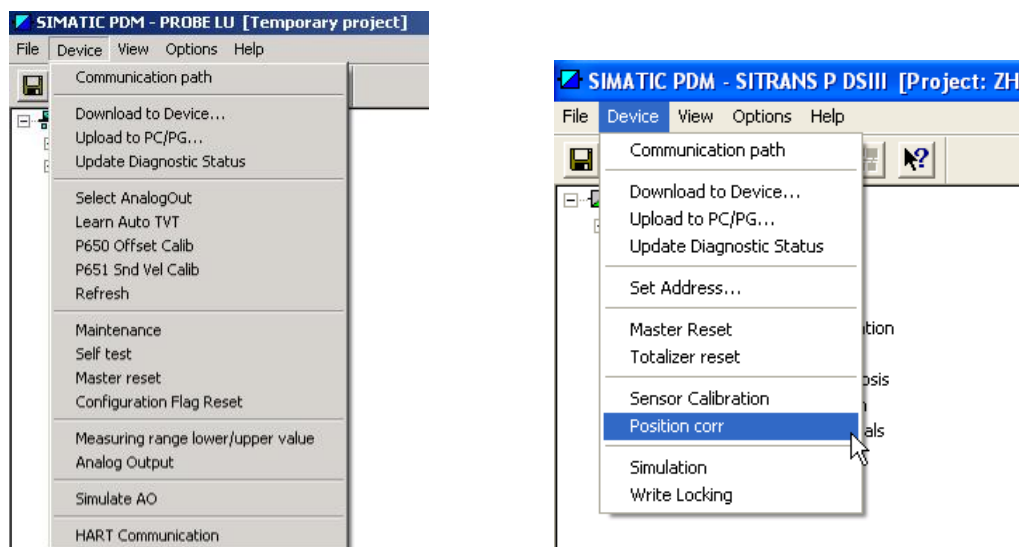 SIMATIC PDM - PROBE LU [Temporary project]
File Device View Options Help
Communication path
Download to Device...
Upload to PC/PG...
Update Diagnostic Status
Select AnalogOut
Learn Auto TVT
P650 Offset Calib
P651 Snd Vel Calib
Refresh
Maintenance
Self test
Master reset
Configuration Flag Reset
Measuring range lower/upper value
Analog Output
Simulate AO
HART Communication
SIMATIC PDM - SITRANS P DSIII [Project: ZH
File Device View Options Help
Communication path
Download to Device...
Upload to PC/PG...
Update Diagnostic Status
Set Address...
Master Reset
Totalizer reset
Sensor Calibration
Position corr
Simulation
Write Locking